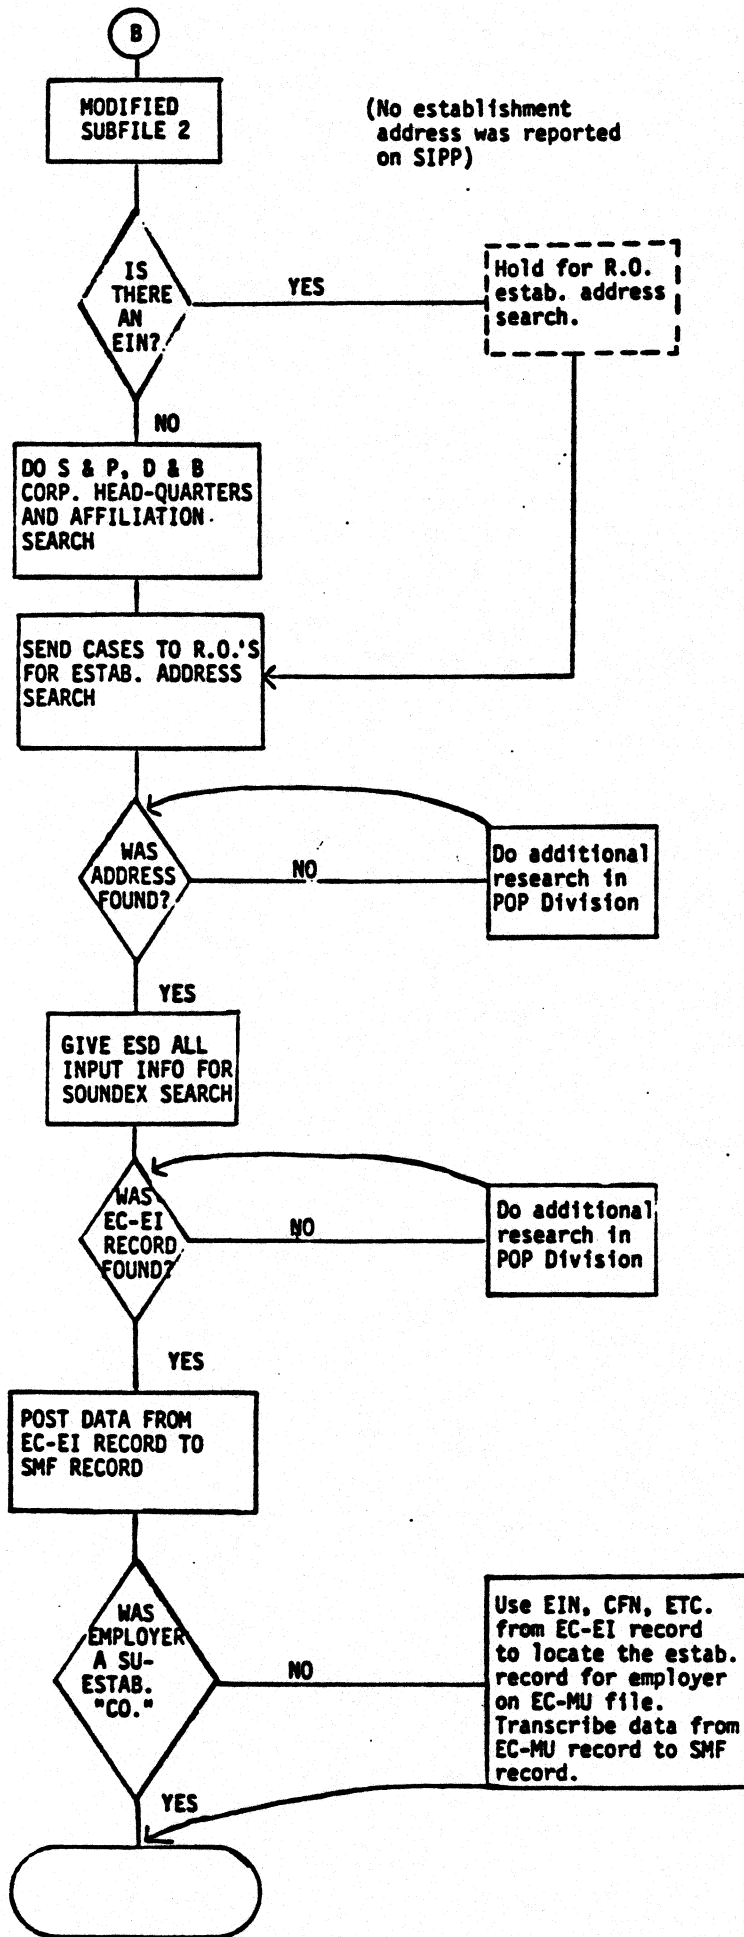 B
MODIFIED
SUBFILE 2
(No establishment
address was reported
on SIPP)
IS
THERE
AN
EIN?
YES
Hold for R.O.
estab. address
search.
NO
DO S & P, D & B
CORP. HEAD-QUARTERS
AND AFFILIATION
SEARCH
SEND CASES TO R.O.'S
FOR ESTAB. ADDRESS
SEARCH
WAS
ADDRESS
FOUND?
NO
Do additional
research in
POP Division
YES
GIVE ESD ALL
INPUT INFO FOR
SOUNDEX SEARCH
WAS
EC-EI
RECORD
FOUND?
NO
Do additional
research in
POP Division
YES
POST DATA FROM
EC-EI RECORD TO
SMF RECORD
WAS
EMPLOYER
A SU-
ESTAB.
"CO."
NO
Use EIN, CFN, ETC.
from EC-EI record
to locate the estab.
record for employer
on EC-MU file.
Transcribe data from
EC-MU record to SMF
record.
YES